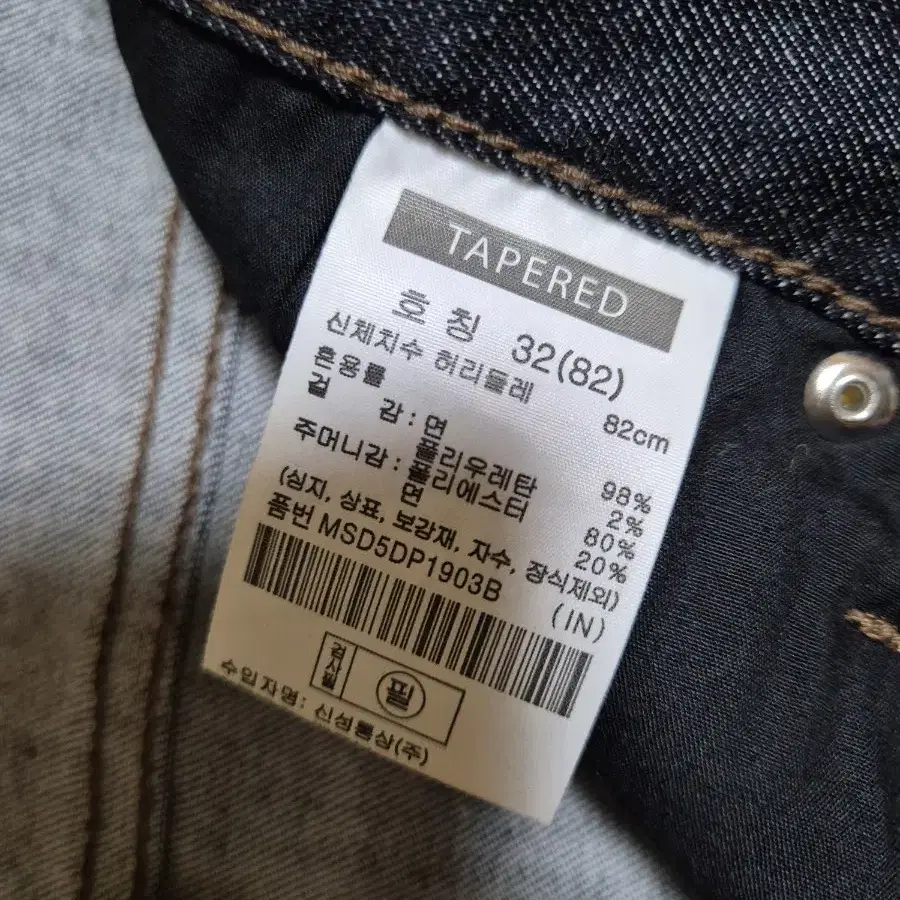 TAPERED
호 칭 32(82)
신체치수 허리둘레 82cm
혼용률
겉 감 : 면 98%
폴리우레탄 2%
주머니감 : 폴리에스터 80%
면 20%
(심지, 상표, 보강재, 자수, 장식제외)
품번 MSD5DP1903B (IN)
검사필 필
수입자명: 신성통상(주)